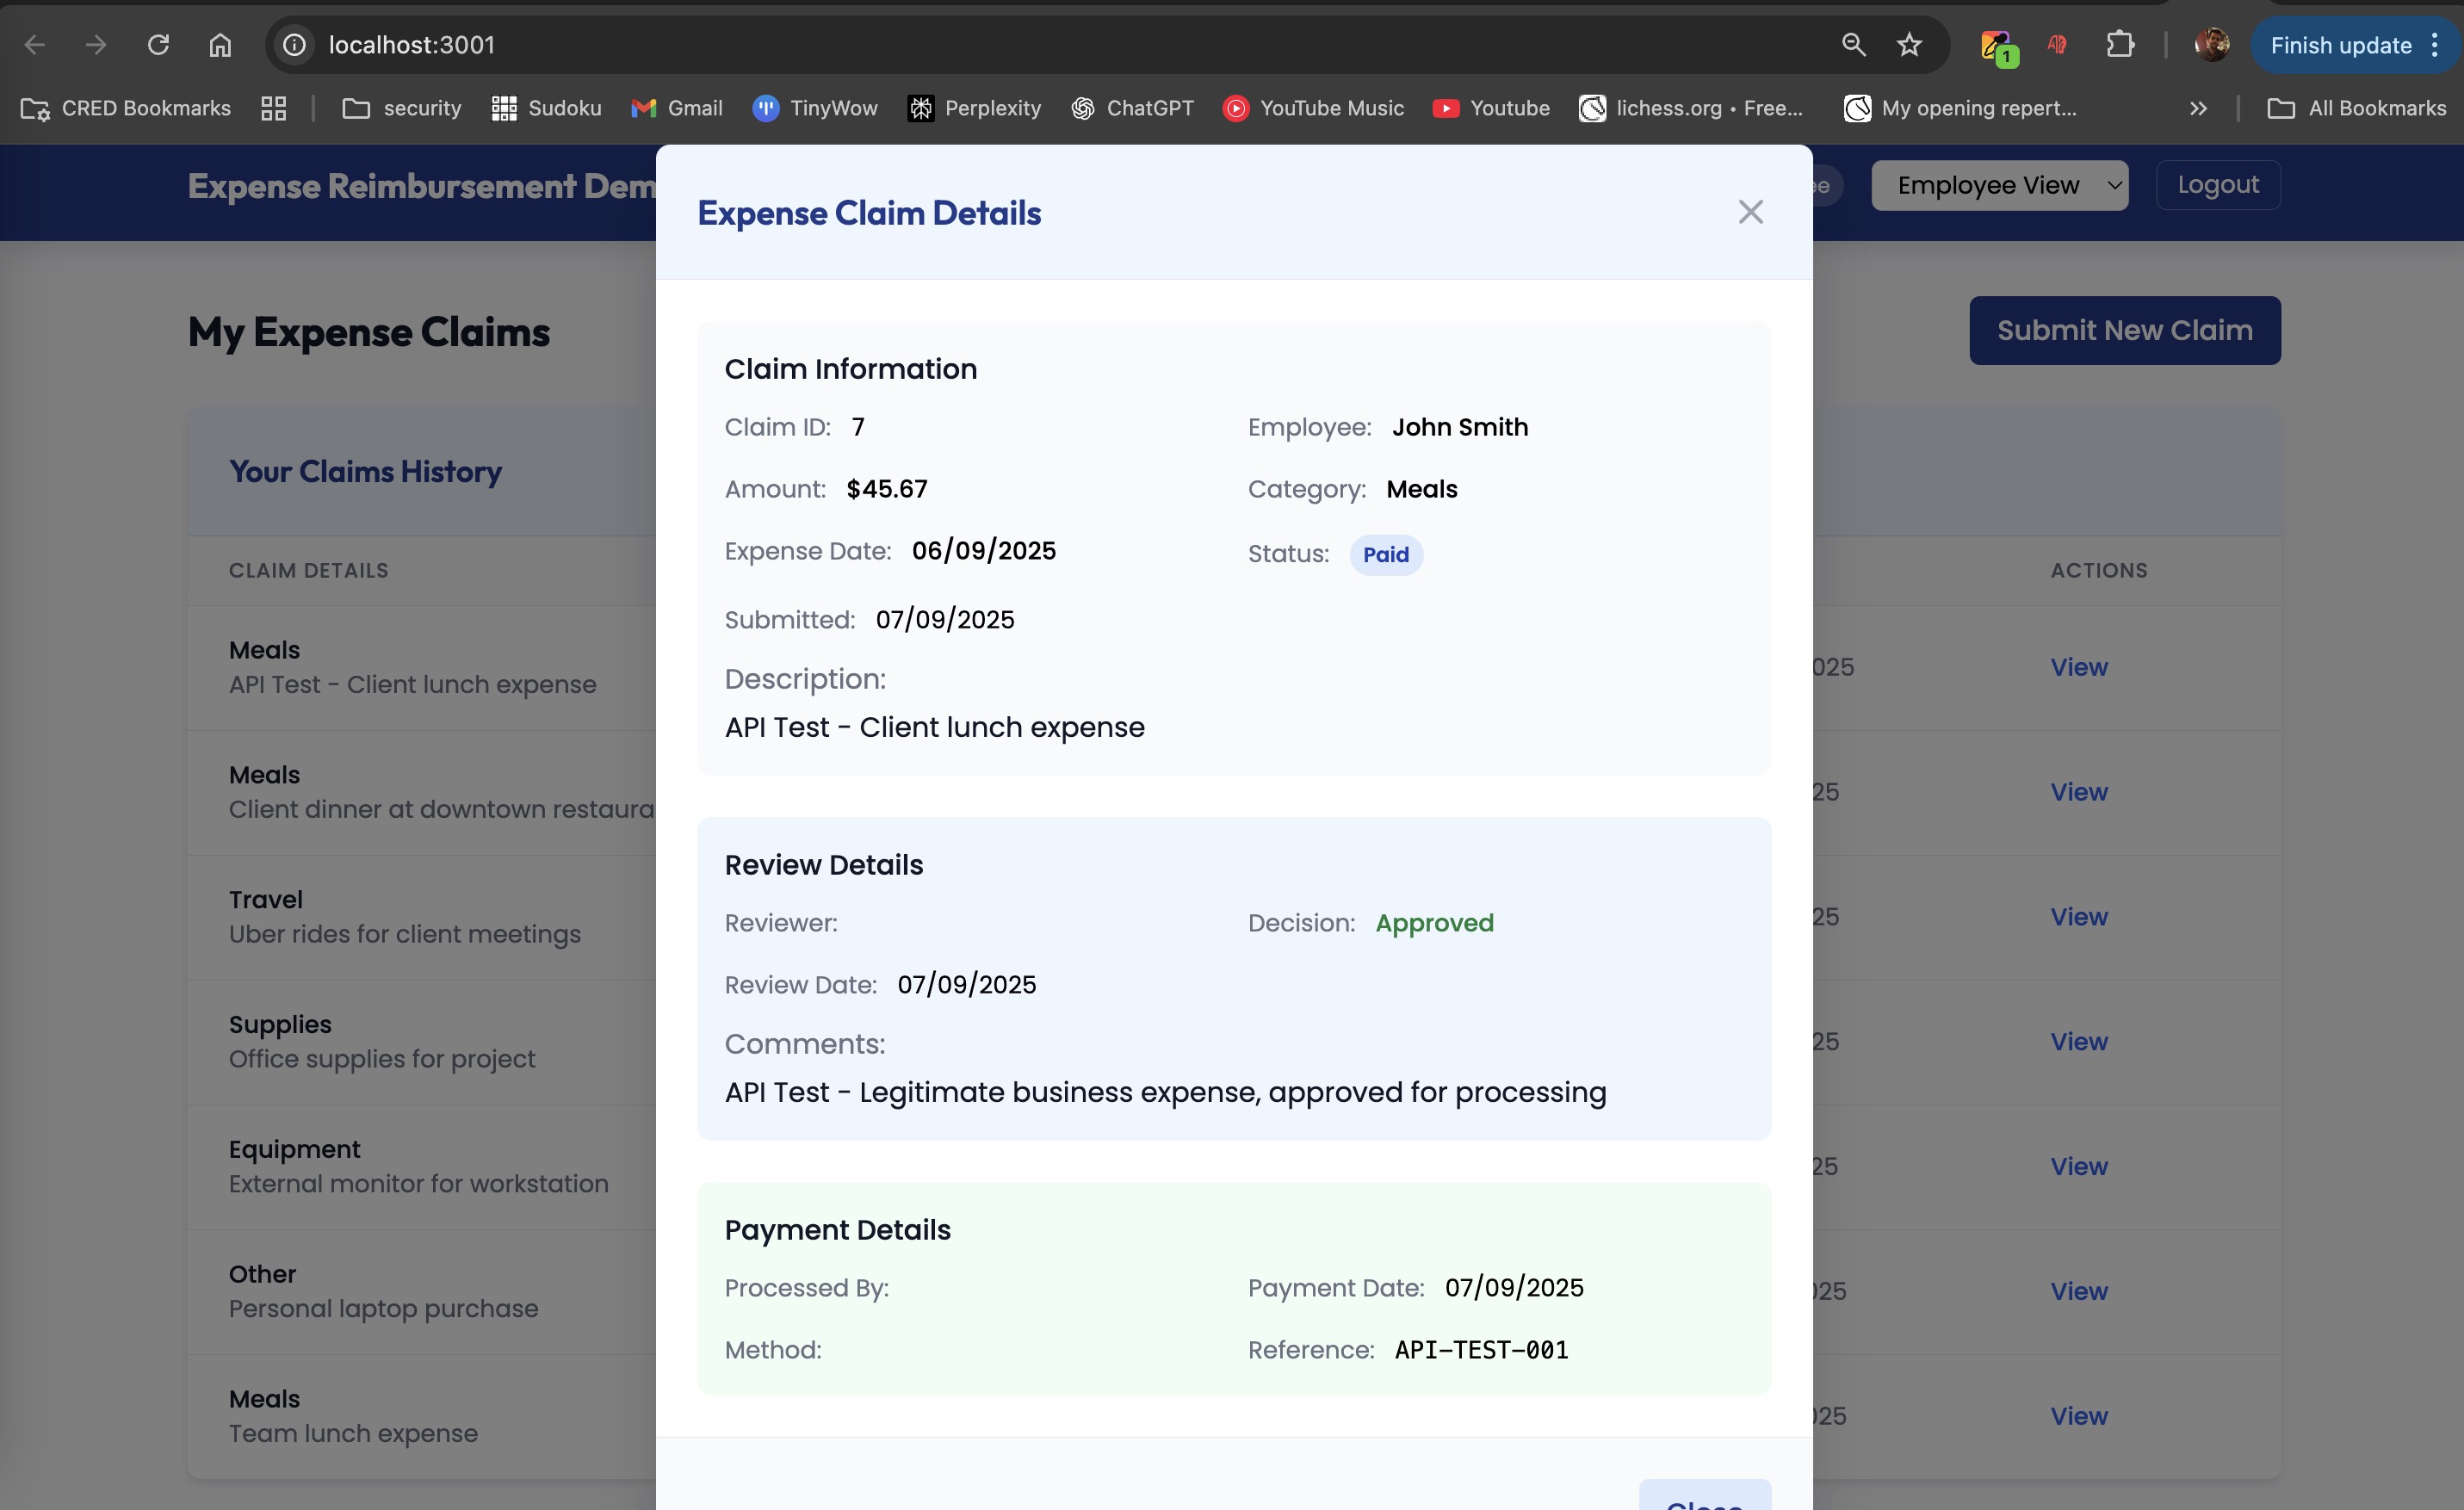 localhost:3001
1
Finish update
CRED Bookmarks
security
Sudoku
Gmail
TinyWow
Perplexity
ChatGPT
YouTube Music
Youtube
lichess.org • Free...
My opening repert...
All Bookmarks
Expense Reimbursement Dem
ee
Employee View
Logout
My Expense Claims
Submit New Claim
Your Claims History
CLAIM DETAILS
ACTIONS
Meals
API Test - Client lunch expense
025
View
Meals
Client dinner at downtown restaura
25
View
Travel
Uber rides for client meetings
25
View
Supplies
Office supplies for project
25
View
Equipment
External monitor for workstation
25
View
Other
Personal laptop purchase
025
View
Meals
Team lunch expense
025
View
Expense Claim Details
Claim Information
Claim ID: 7
Employee: John Smith
Amount: $45.67
Category: Meals
Expense Date: 06/09/2025
Status: Paid
Submitted: 07/09/2025
Description:
API Test - Client lunch expense
Review Details
Reviewer:
Decision: Approved
Review Date: 07/09/2025
Comments:
API Test - Legitimate business expense, approved for processing
Payment Details
Processed By:
Payment Date: 07/09/2025
Method:
Reference: API-TEST-001
Close